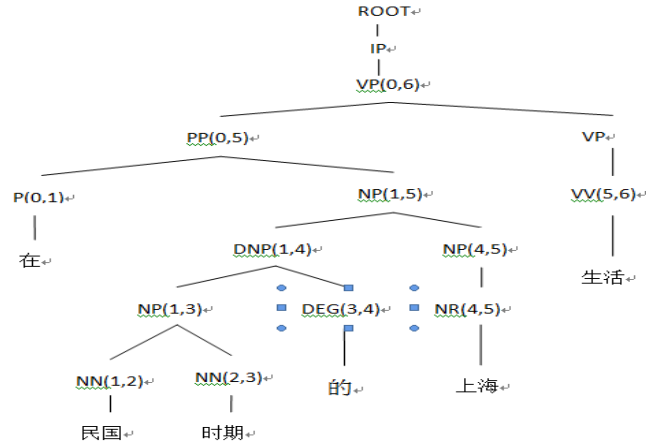 ROOT
IP
VP(0,6)
PP(0,5) VP
P(0,1) NP(1,5) VV(5,6)
在 DNP(1,4) NP(4,5)
生活
NP(1,3) DEG(3,4) NR(4,5)
NN(1,2) NN(2,3) 的 上海
民国 时期